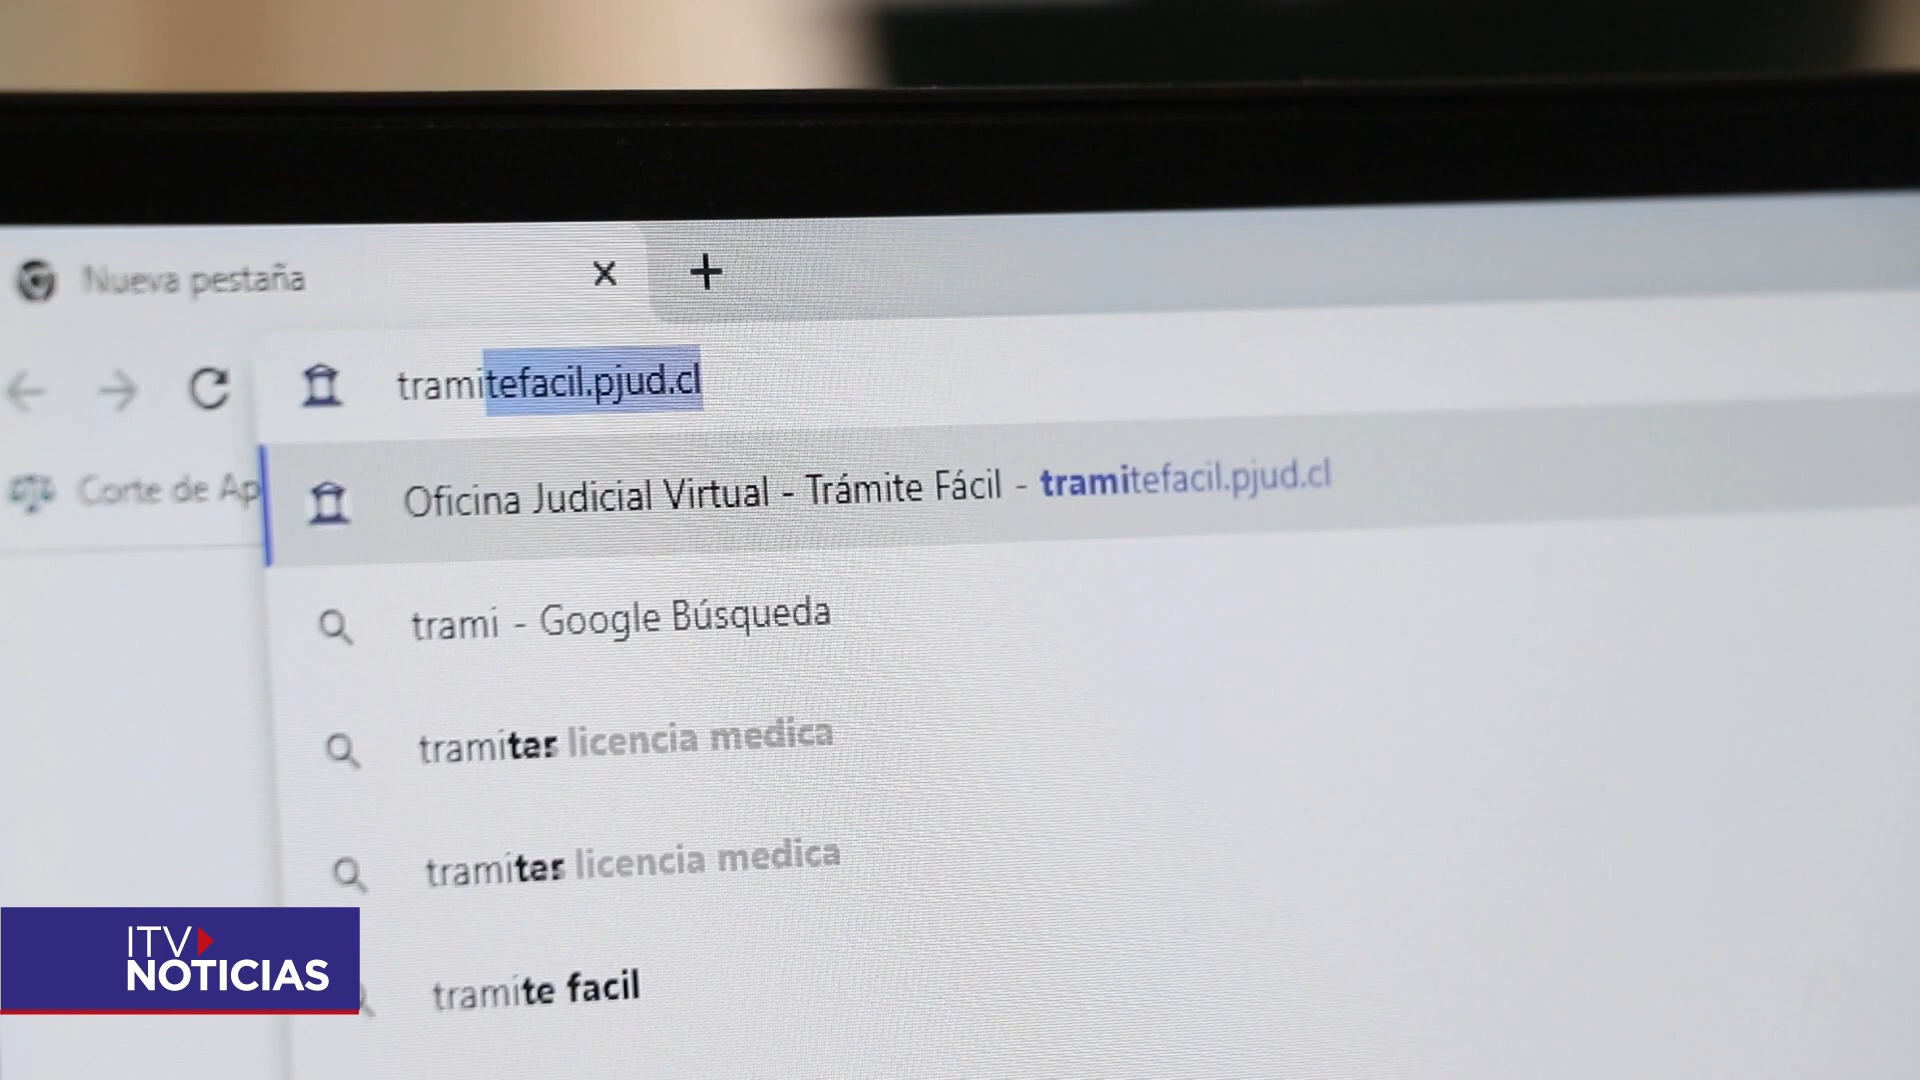 Nueva pestaña
tramitefacil.pjud.cl
Corte de Ap
Oficina Judicial Virtual - Trámite Fácil - tramitefacil.pjud.cl
trami - Google Búsqueda
tramitar licencia medica
tramitar licencia medica
tramite facil
ITV
NOTICIAS